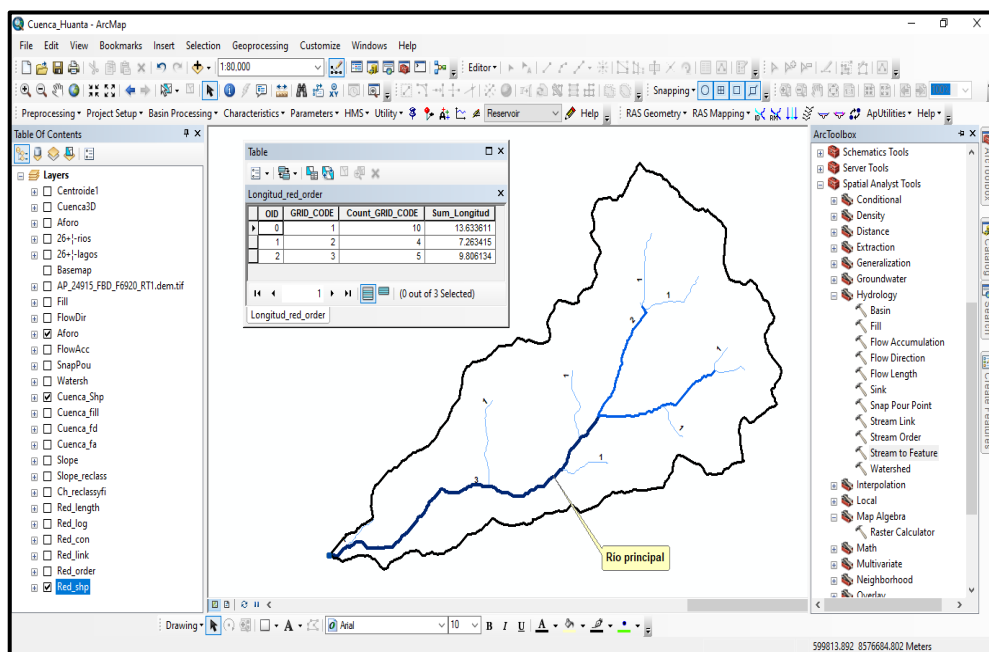 Cuenca_Huanta - ArcMap
File Edit View Bookmarks Insert Selection Geoprocessing Customize Windows Help
1:80,000 Editor
Snapping
Preprocessing Project Setup Basin Processing Characteristics Parameters HMS Utility Reservoir Help RAS Geometry RAS Mapping ApUtilities Help
Table Of Contents
Layers
Centroide1
Cuenca3D
Aforo
26+¦-rios
26+¦-lagos
Basemap
AP_24915_FBD_F6920_RT1.dem.tif
Fill
FlowDir
Aforo
FlowAcc
SnapPou
Watersh
Cuenca_Shp
Cuenca_fill
Cuenca_fd
Cuenca_fa
Slope
Slope_reclass
Ch_reclassyfi
Red_length
Red_log
Red_con
Red_link
Red_order
Red_shp
Table
Longitud_red_order
OID GRID_CODE Count_GRID_CODE Sum_Longitud
0 1 10 13.633611
1 2 4 7.263415
2 3 5 9.806134
1 (0 out of 3 Selected)
Longitud_red_order
1
1
2
1
1
1
1
1
3
Río principal
ArcToolbox
Schematics Tools
Server Tools
Spatial Analyst Tools
Conditional
Density
Distance
Extraction
Generalization
Groundwater
Hydrology
Basin
Fill
Flow Accumulation
Flow Direction
Flow Length
Sink
Snap Pour Point
Stream Link
Stream Order
Stream to Feature
Watershed
Interpolation
Local
Map Algebra
Raster Calculator
Math
Multivariate
Neighborhood
Overlay
ArcToolbox
Catalog
Search
Create Features
Drawing Arial 10 B I U A
599813.892 8576684.802 Meters